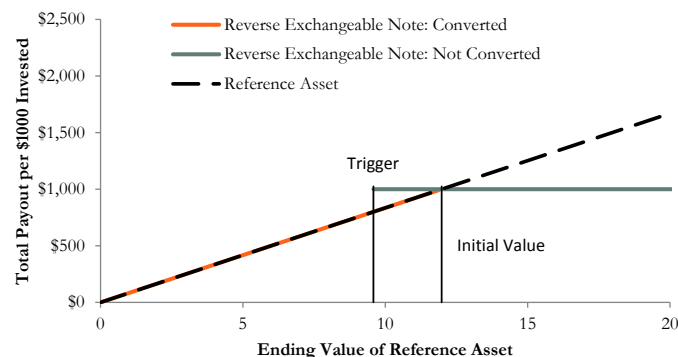 Total Payout per $1000 Invested
$2,500
$2,000
$1,500
$1,000
$500
$0
Reverse Exchangeable Note: Converted
Reverse Exchangeable Note: Not Converted
Reference Asset
Trigger
Initial Value
0
5
10
15
20
Ending Value of Reference Asset